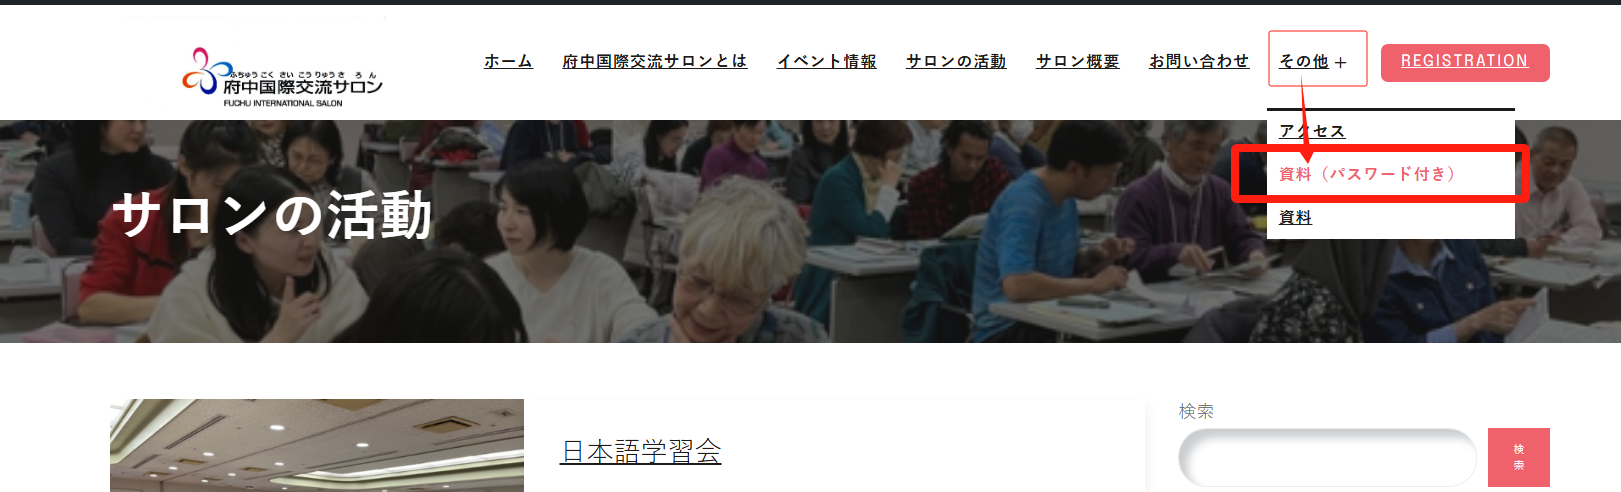 ホーム 府中国際交流サロンとは イベント情報 サロンの活動 サロン概要 お問い合わせ その他 + REGISTRATION
ふちゅうこくさいこうりゅうさろん
府中国際交流サロン
FUCHU INTERNATIONAL SALON
アクセス
資料（パスワード付き）
資料
サロンの活動
日本語学習会
検索
検
索